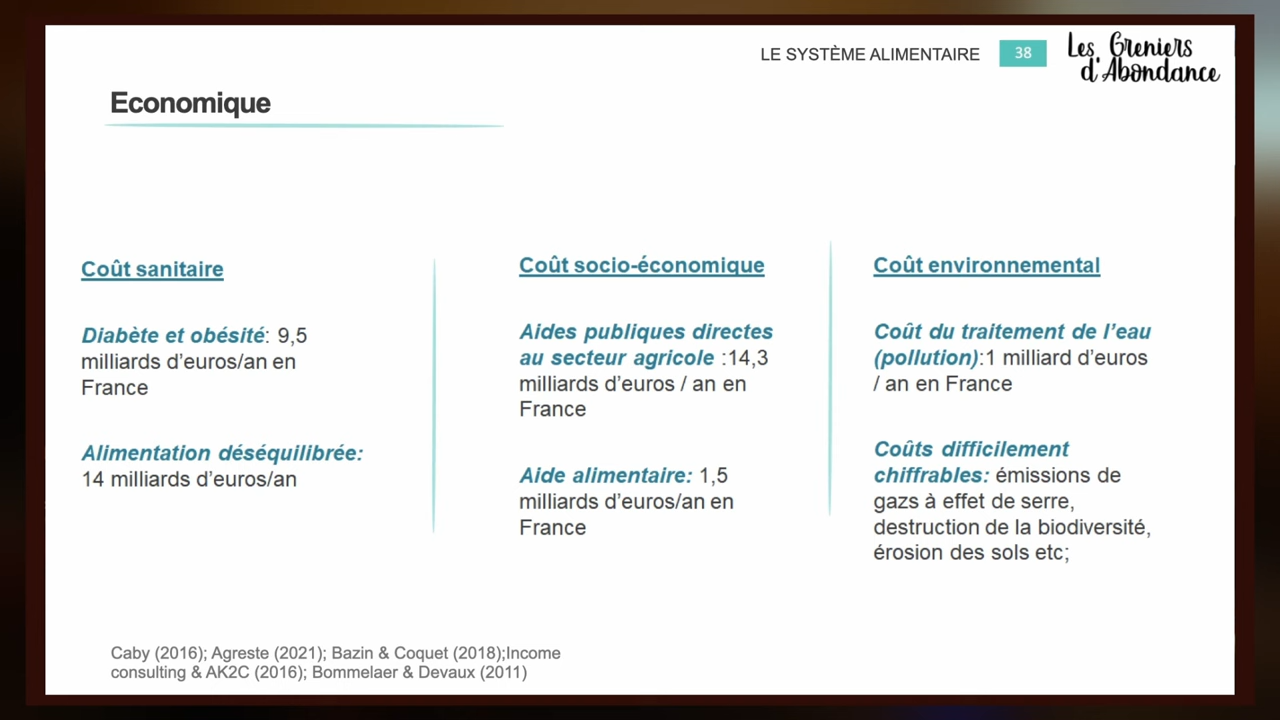 LE SYSTÈME ALIMENTAIRE
38
Les Greniers
d'Abondance
Economique
Coût sanitaire
Diabète et obésité: 9,5
milliards d’euros/an en
France
Alimentation déséquilibrée:
14 milliards d’euros/an
Coût socio-économique
Aides publiques directes
au secteur agricole :14,3
milliards d’euros / an en
France
Aide alimentaire: 1,5
milliards d’euros/an en
France
Coût environnemental
Coût du traitement de l’eau
(pollution):1 milliard d’euros
/ an en France
Coûts difficilement
chiffrables: émissions de
gazs à effet de serre,
destruction de la biodiversité,
érosion des sols etc;
Caby (2016); Agreste (2021); Bazin & Coquet (2018);Income
consulting & AK2C (2016); Bommelaer & Devaux (2011)